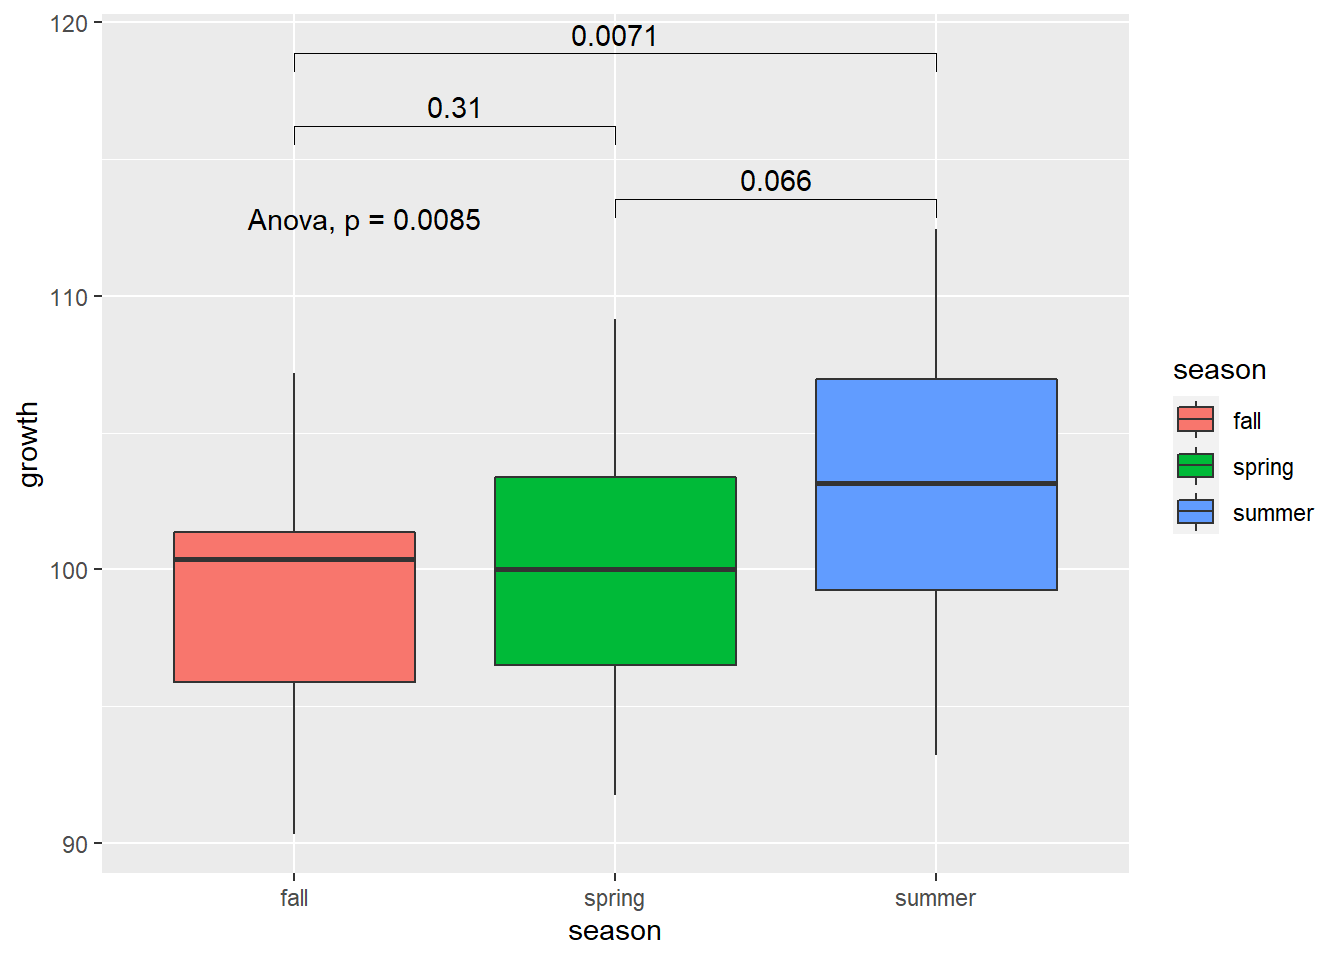 120
0.0071
0.31
0.066
Anova, p = 0.0085
110
100
90
growth
fall
spring
summer
season
season
fall
spring
summer